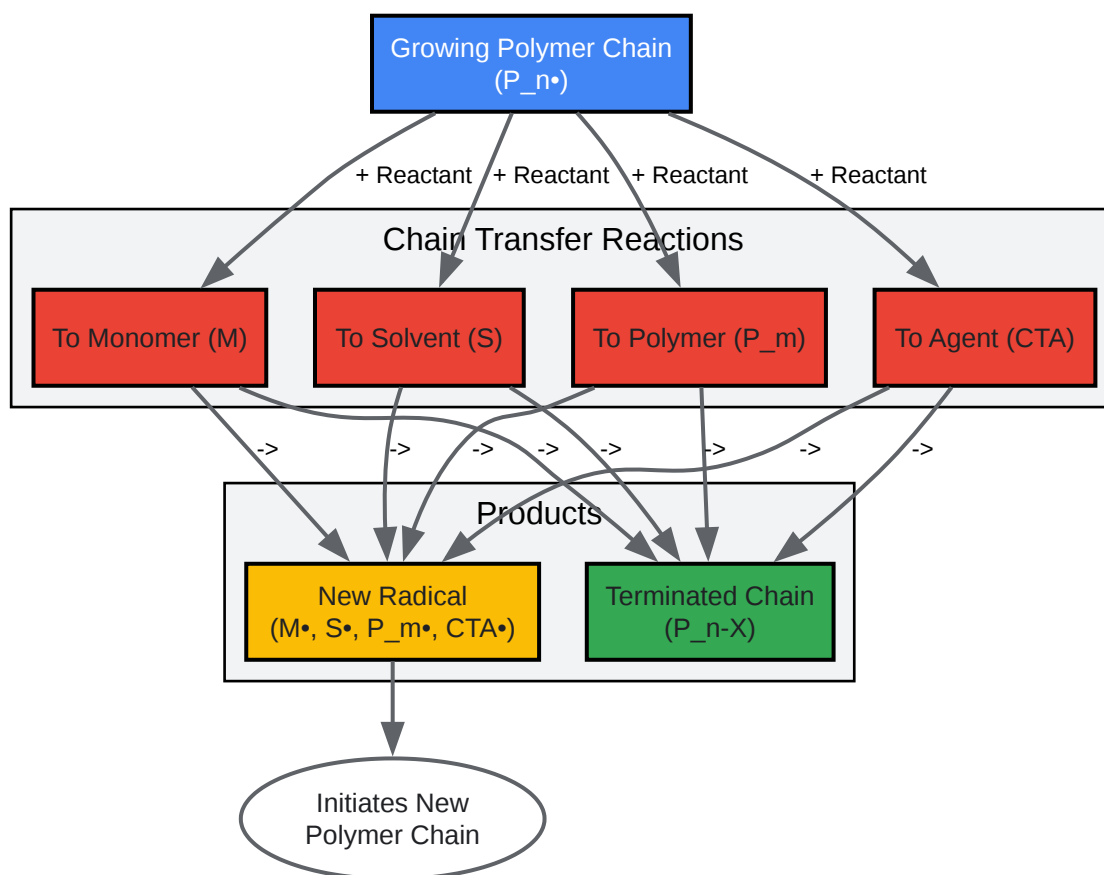 Growing Polymer Chain
(P_n•)
+ Reactant
+ Reactant
+ Reactant
+ Reactant
Chain Transfer Reactions
To Monomer (M)
To Solvent (S)
To Polymer (P_m)
To Agent (CTA)
->
->
->
->
->
->
->
->
Products
New Radical
(M•, S•, P_m•, CTA•)
Terminated Chain
(P_n-X)
Initiates New
Polymer Chain